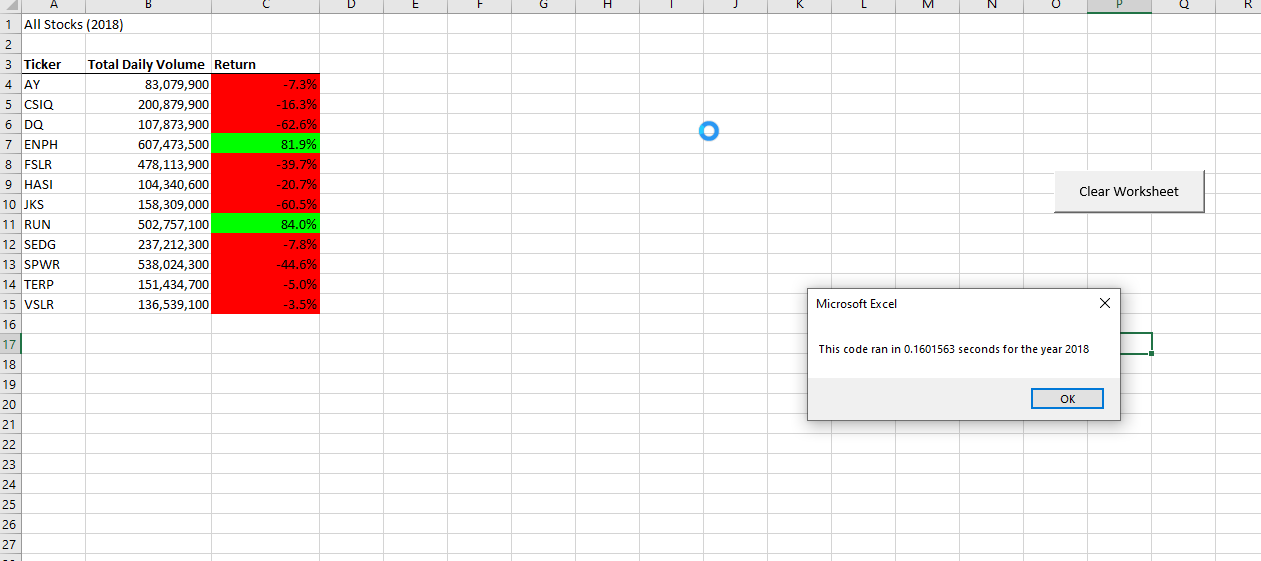 A B C D E F G H I J K L M N O P Q R
1 All Stocks (2018)
2
3 Ticker Total Daily Volume Return
4 AY 83,079,900 -7.3%
5 CSIQ 200,879,900 -16.3%
6 DQ 107,873,900 -62.6%
7 ENPH 607,473,500 81.9%
8 FSLR 478,113,900 -39.7%
9 HASI 104,340,600 -20.7%
Clear Worksheet
10 JKS 158,309,000 -60.5%
11 RUN 502,757,100 84.0%
12 SEDG 237,212,300 -7.8%
13 SPWR 538,024,300 -44.6%
14 TERP 151,434,700 -5.0%
15 VSLR 136,539,100 -3.5%
Microsoft Excel
16
17
This code ran in 0.1601563 seconds for the year 2018
18
19
20
OK
21
22
23
24
25
26
27